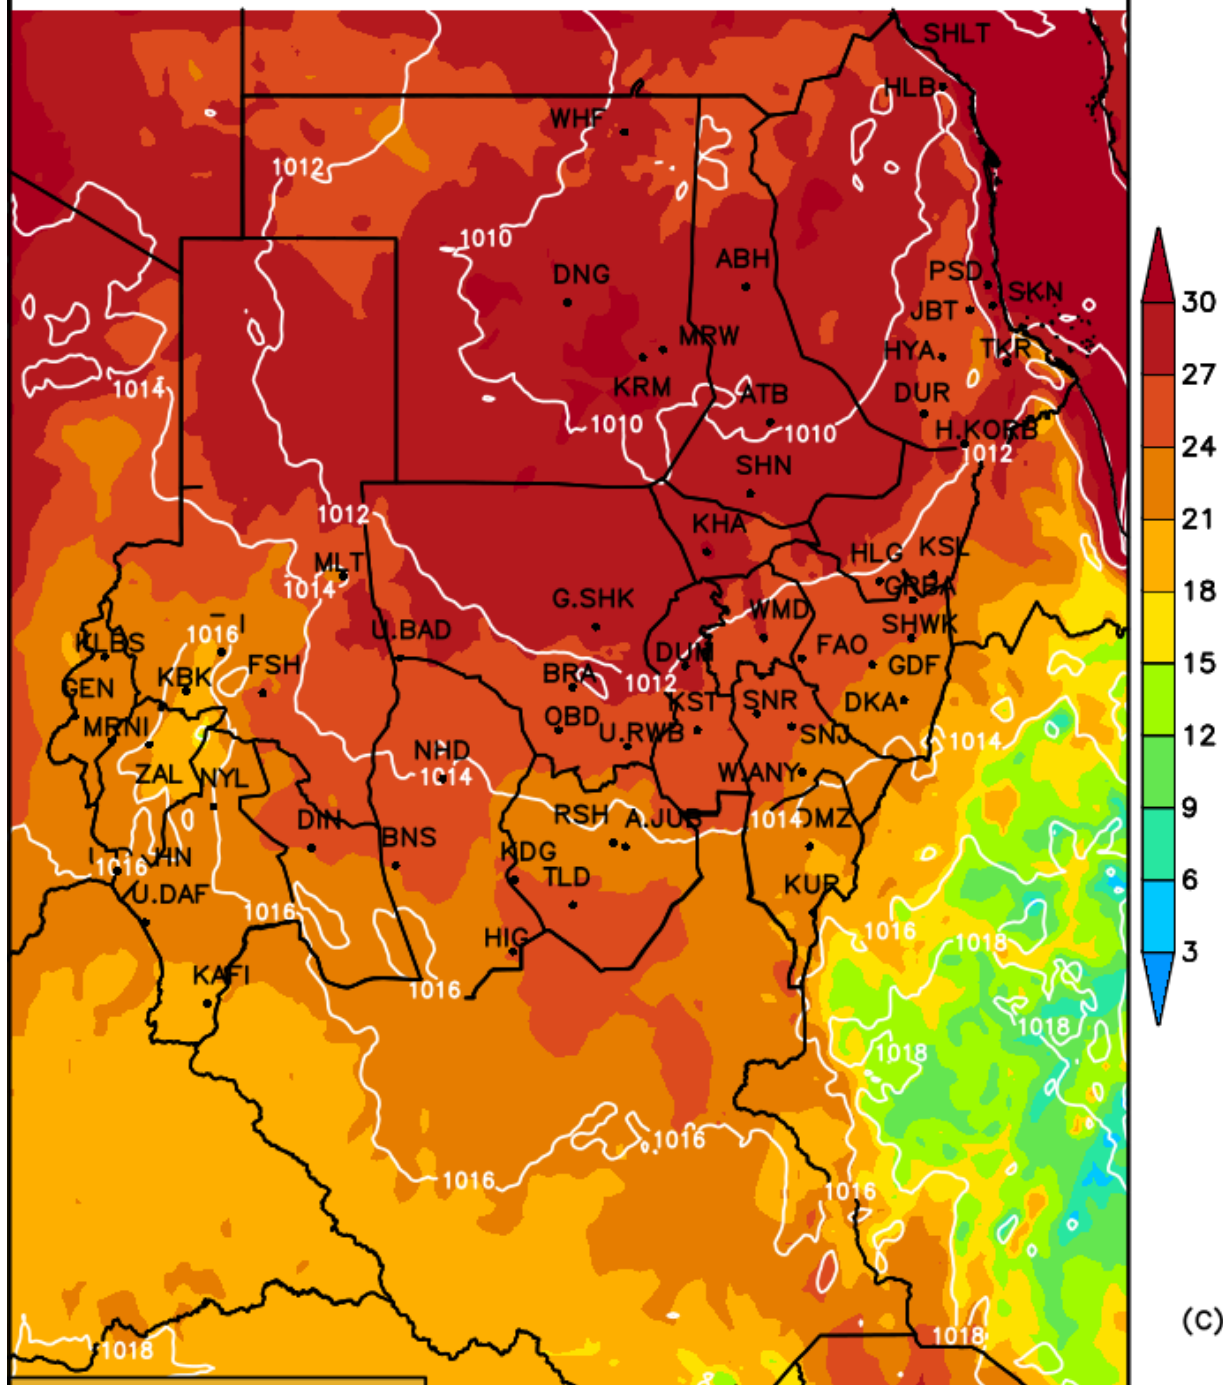 SHLT
HLB
WHF
1012
1010
DNG
ABH
PSD
SKN
30
JBT
MRW
HYA
TKR
27
1014
KRM
ATB
DUR
1010
1010
H.KORB
24
1012
SHN
1012
KHA
21
HLG
KSL
MLT
1014
GRBA
18
G.SHK
WMD
1016
U.BAD
SHWK
KLBS
FAO
15
KBK
FSH
DUM
GDF
GEN
BRA
1012
KST
SNR
DKA
MRNI
OBD
U.RWB
SNJ
12
NHD
1014
ZAL
NYL
1014
W.ANY
9
DIN
RSH
A.JUB
1014
DMZ
BNS
KDG
1016
TLD
KUR
6
U.DAF
1016
1016
1018
HIG
3
KAFI
1016
1018
1018
1016
1016
1016
1018
1018
(C)